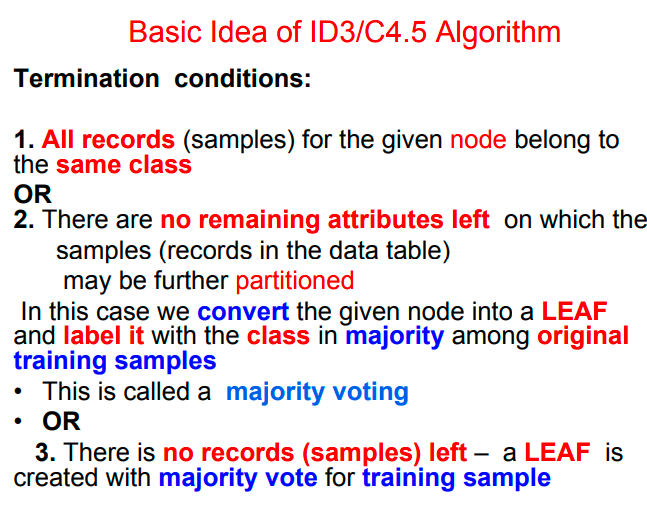 Basic Idea of ID3/C4.5 Algorithm
Termination conditions:
1. All records (samples) for the given node belong to
the same class
OR
2. There are no remaining attributes left on which the
samples (records in the data table)
may be further partitioned
In this case we convert the given node into a LEAF
and label it with the class in majority among original
training samples
• This is called a majority voting
• OR
3. There is no records (samples) left – a LEAF is
created with majority vote for training sample